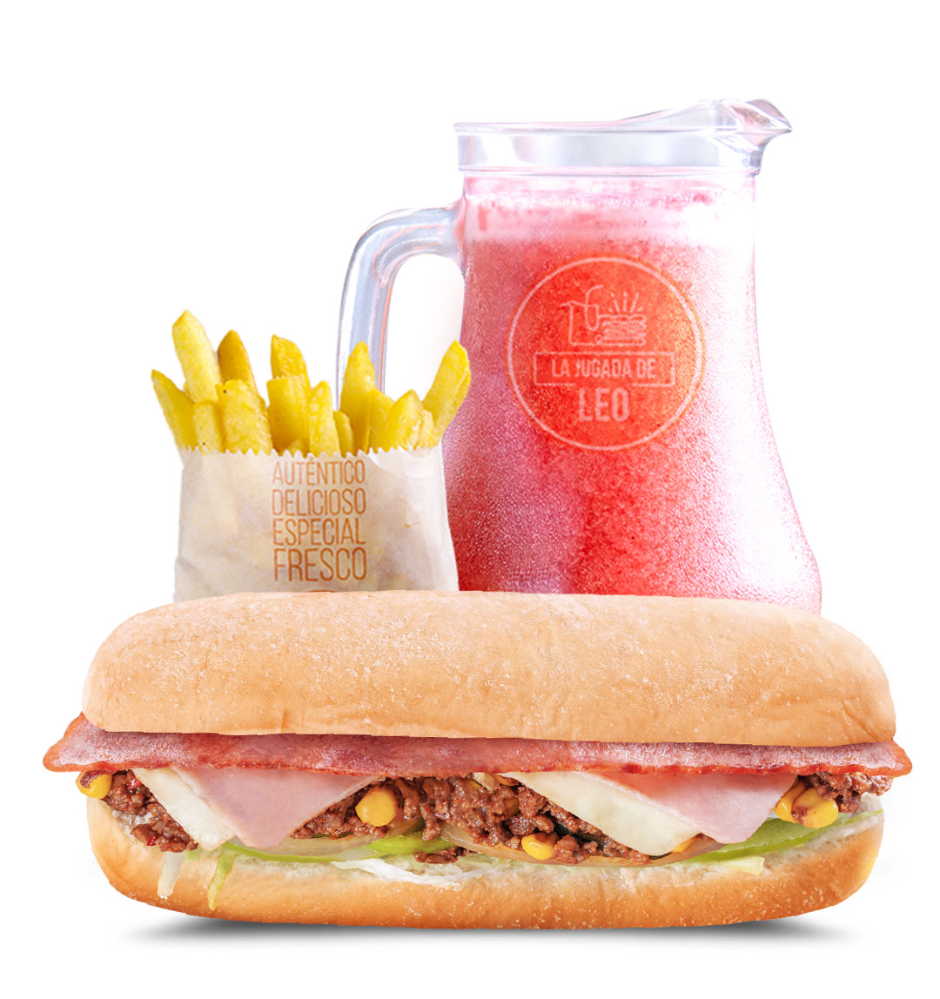 AUTÉNTICO
DELICIOSO
ESPECIAL
FRESCO
LA JUGADA DE
LEO